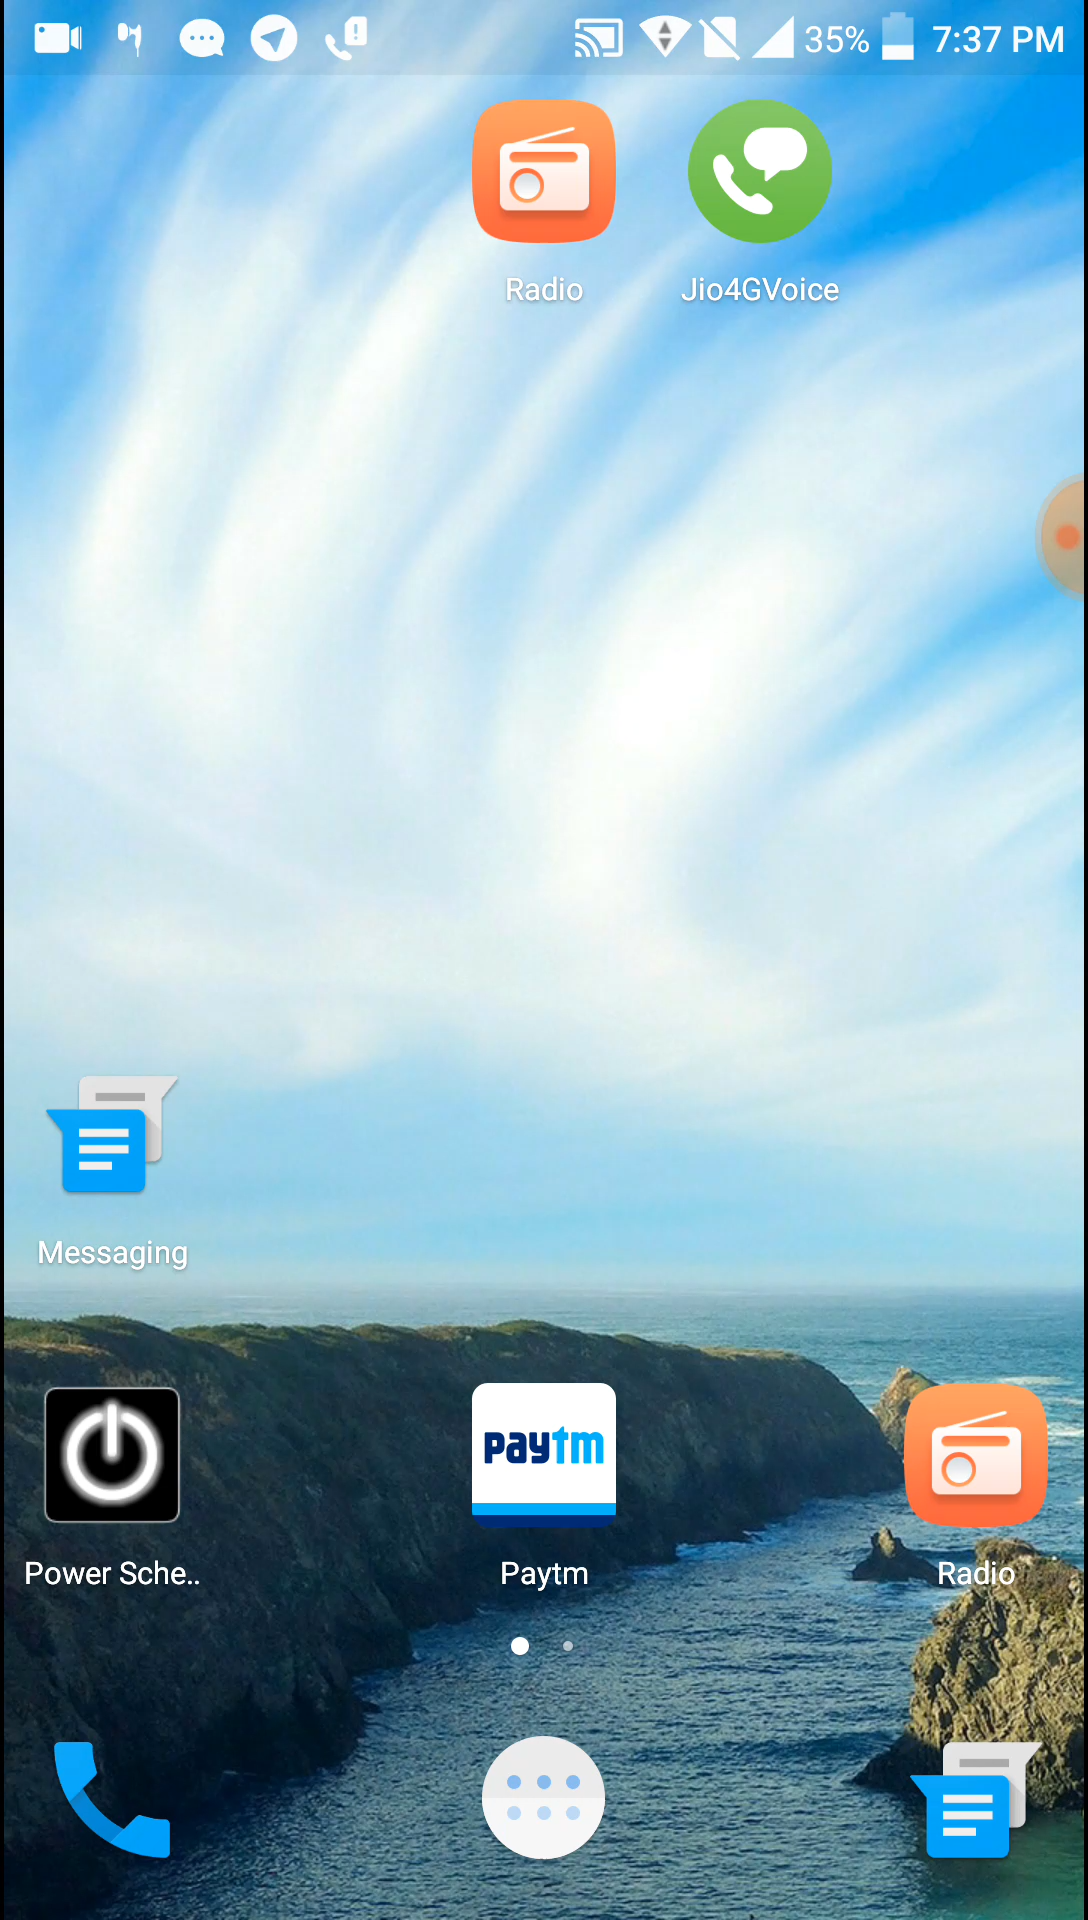 35% 7:37 PM
Radio Jio4GVoice
Messaging
paytm
Power Sche.. Paytm Radio